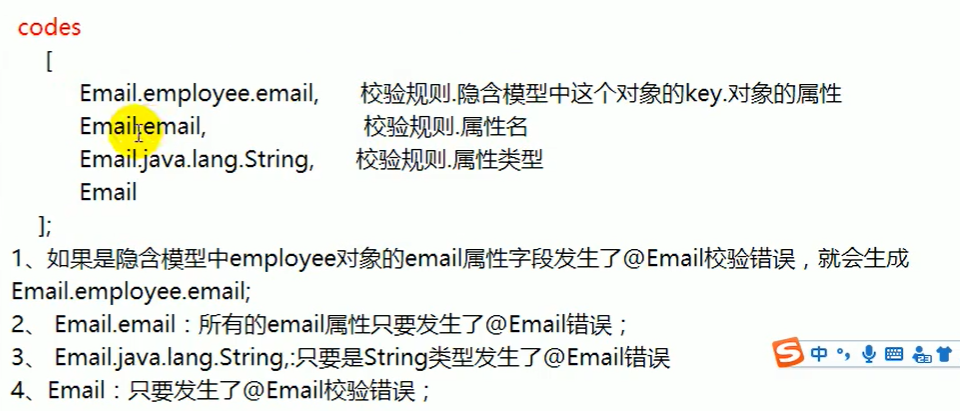 codes
[
Email.employee.email, 校验规则.隐含模型中这个对象的key.对象的属性
Email.email, 校验规则.属性名
Email.java.lang.String, 校验规则.属性类型
Email
];
1、如果是隐含模型中employee对象的email属性字段发生了@Email校验错误，就会生成
Email.employee.email;
2、 Email.email：所有的email属性只要发生了@Email错误；
3、 Email.java.lang.String,:只要是String类型发生了@Email错误
4、Email：只要发生了@Email校验错误；
S中